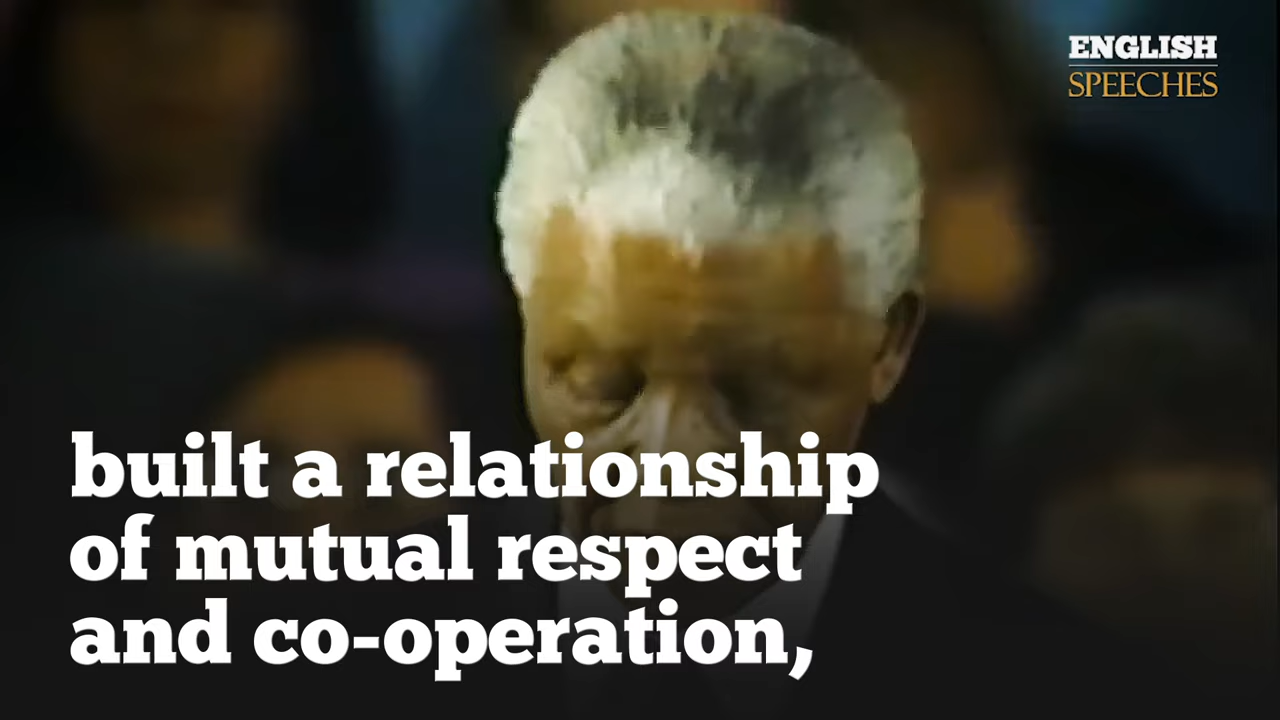 ENGLISH
SPEECHES
built a relationship
of mutual respect
and co-operation,